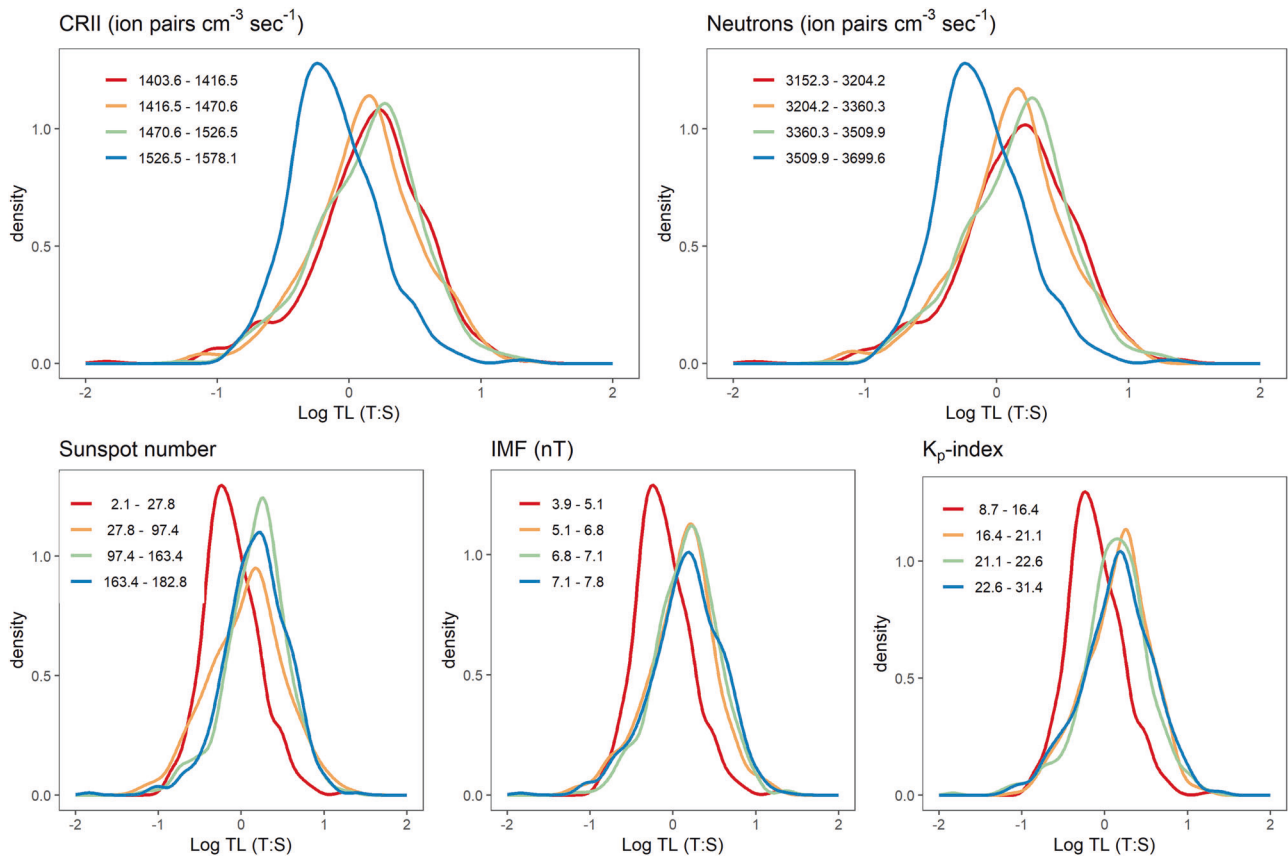 CRII (ion pairs cm⁻³ sec⁻¹)
1403.6 - 1416.5
1416.5 - 1470.6
1470.6 - 1526.5
1526.5 - 1578.1
density
1.0
0.5
0.0
-2 -1 0 1 2
Log TL (T:S)
Neutrons (ion pairs cm⁻³ sec⁻¹)
3152.3 - 3204.2
3204.2 - 3360.3
3360.3 - 3509.9
3509.9 - 3699.6
density
1.0
0.5
0.0
-2 -1 0 1 2
Log TL (T:S)
Sunspot number
2.1 - 27.8
27.8 - 97.4
97.4 - 163.4
163.4 - 182.8
density
1.0
0.5
0.0
-2 -1 0 1 2
Log TL (T:S)
IMF (nT)
3.9 - 5.1
5.1 - 6.8
6.8 - 7.1
7.1 - 7.8
density
1.0
0.5
0.0
-2 -1 0 1 2
Log TL (T:S)
Kₚ-index
8.7 - 16.4
16.4 - 21.1
21.1 - 22.6
22.6 - 31.4
density
1.0
0.5
0.0
-2 -1 0 1 2
Log TL (T:S)